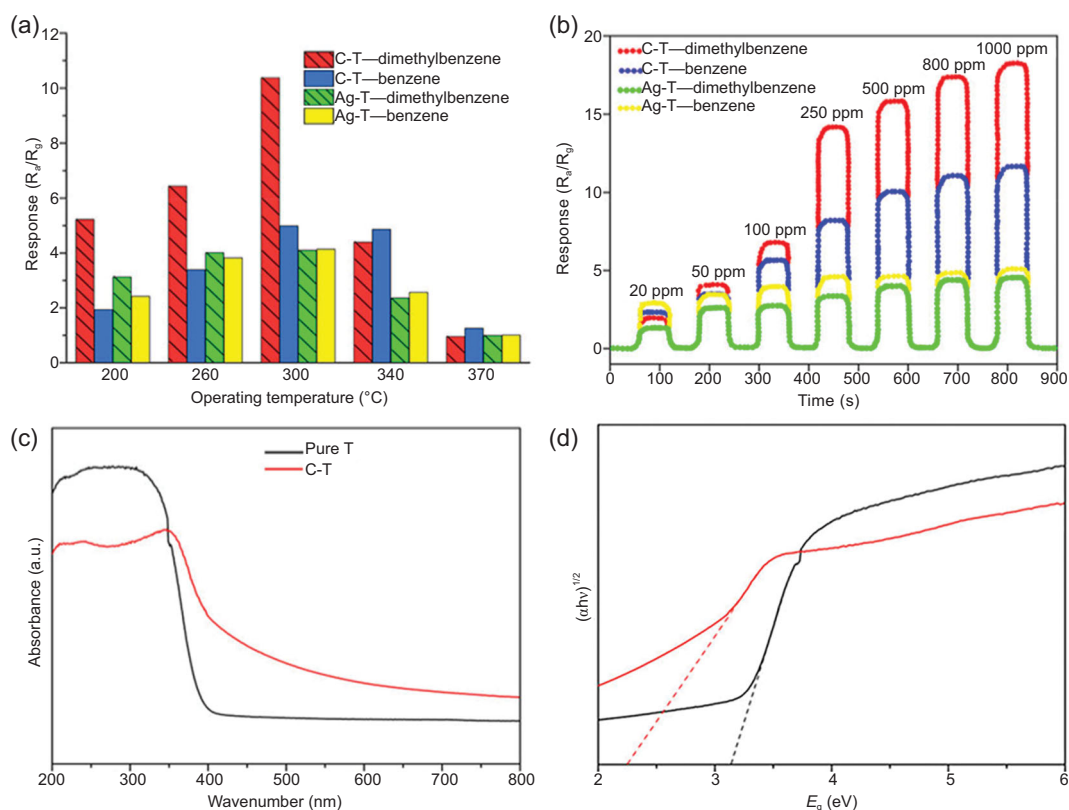 (a)
12
10
8
6
4
2
0
Response (Rₐ/R_g)
C-T—dimethylbenzene
C-T—benzene
Ag-T—dimethylbenzene
Ag-T—benzene
200 260 300 340 370
Operating temperature (°C)
(b)
20
15
10
5
0
Response (Rₐ/R_g)
C-T—dimethylbenzene
C-T—benzene
Ag-T—dimethylbenzene
Ag-T—benzene
20 ppm
50 ppm
100 ppm
250 ppm
500 ppm
800 ppm
1000 ppm
0 100 200 300 400 500 600 700 800 900
Time (s)
(c)
Absorbance (a.u.)
Pure T
C-T
200 300 400 500 600 700 800
Wavenumber (nm)
(d)
(αhν)^1/2
2 3 4 5 6
E_g (eV)